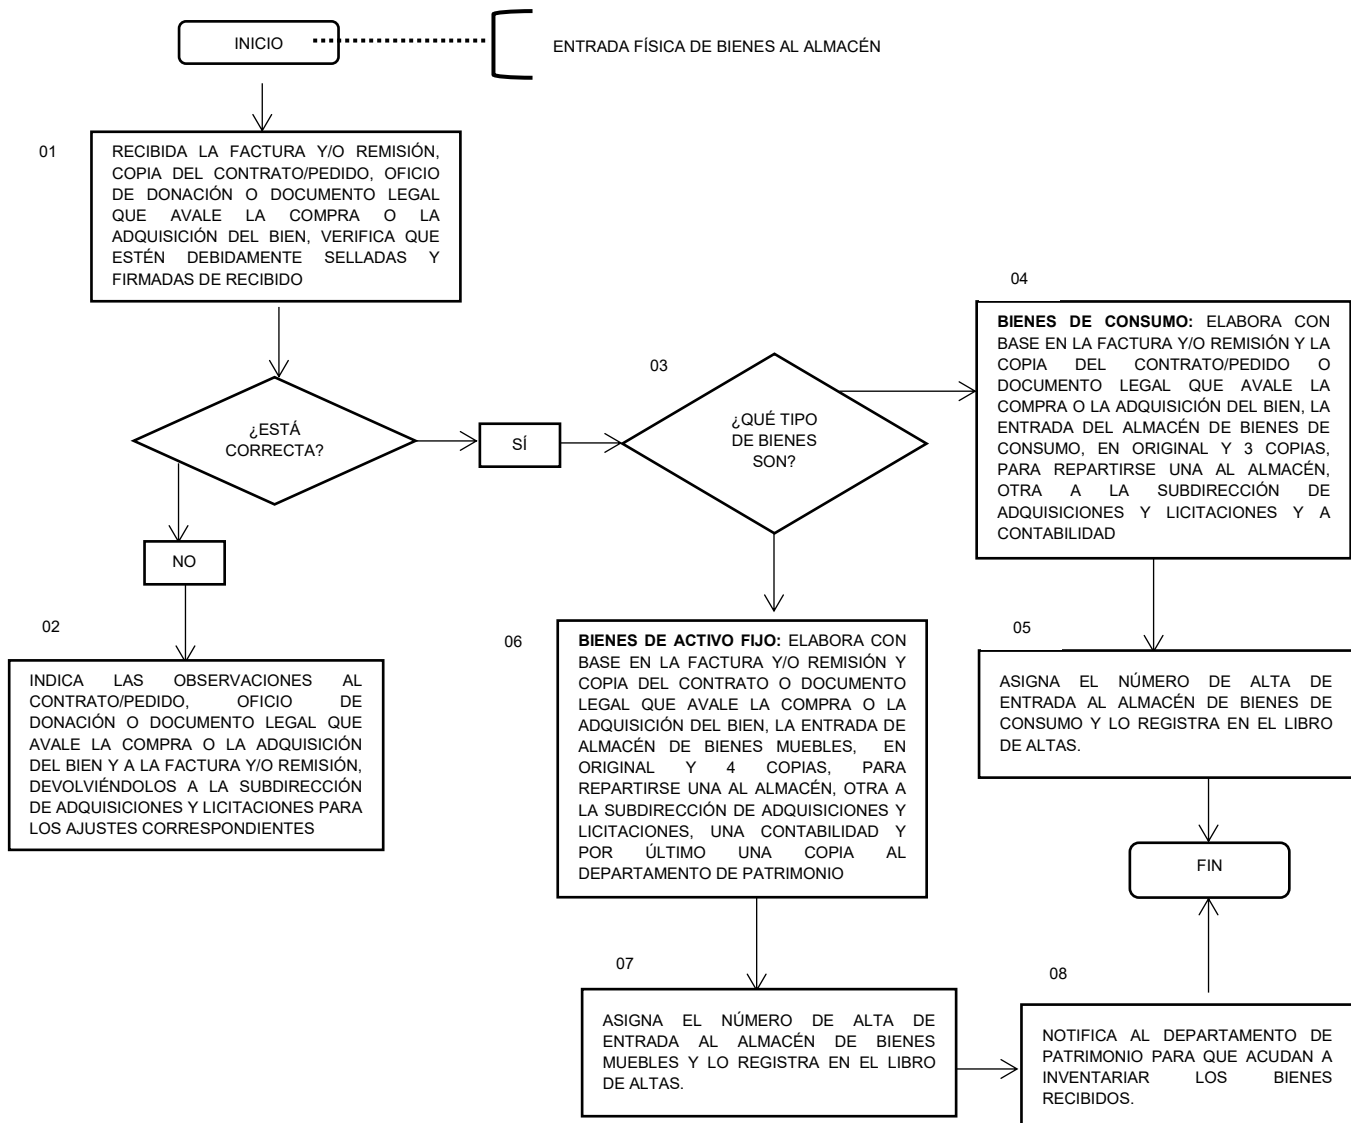 INICIO
ENTRADA FÍSICA DE BIENES AL ALMACÉN
01
RECIBIDA LA FACTURA Y/O REMISIÓN,
COPIA DEL CONTRATO/PEDIDO, OFICIO
DE DONACIÓN O DOCUMENTO LEGAL
QUE AVALE LA COMPRA O LA
ADQUISICIÓN DEL BIEN, VERIFICA QUE
ESTÉN DEBIDAMENTE SELLADAS Y
FIRMADAS DE RECIBIDO
¿ESTÁ
CORRECTA?
SÍ
NO
02
INDICA LAS OBSERVACIONES AL
CONTRATO/PEDIDO, OFICIO DE
DONACIÓN O DOCUMENTO LEGAL QUE
AVALE LA COMPRA O LA ADQUISICIÓN
DEL BIEN Y A LA FACTURA Y/O REMISIÓN,
DEVOLVIÉNDOLOS A LA SUBDIRECCIÓN
DE ADQUISICIONES Y LICITACIONES PARA
LOS AJUSTES CORRESPONDIENTES
03
¿QUÉ TIPO
DE BIENES
SON?
04
BIENES DE CONSUMO: ELABORA CON
BASE EN LA FACTURA Y/O REMISIÓN Y LA
COPIA DEL CONTRATO/PEDIDO O
DOCUMENTO LEGAL QUE AVALE LA
COMPRA O LA ADQUISICIÓN DEL BIEN, LA
ENTRADA DEL ALMACÉN DE BIENES DE
CONSUMO, EN ORIGINAL Y 3 COPIAS,
PARA REPARTIRSE UNA AL ALMACÉN,
OTRA A LA SUBDIRECCIÓN DE
ADQUISICIONES Y LICITACIONES Y A
CONTABILIDAD
05
ASIGNA EL NÚMERO DE ALTA DE
ENTRADA AL ALMACÉN DE BIENES DE
CONSUMO Y LO REGISTRA EN EL LIBRO
DE ALTAS.
06
BIENES DE ACTIVO FIJO: ELABORA CON
BASE EN LA FACTURA Y/O REMISIÓN Y
COPIA DEL CONTRATO O DOCUMENTO
LEGAL QUE AVALE LA COMPRA O LA
ADQUISICIÓN DEL BIEN, LA ENTRADA DE
ALMACÉN DE BIENES MUEBLES, EN
ORIGINAL Y 4 COPIAS, PARA
REPARTIRSE UNA AL ALMACÉN, OTRA A
LA SUBDIRECCIÓN DE ADQUISICIONES Y
LICITACIONES, UNA CONTABILIDAD Y
POR ÚLTIMO UNA COPIA AL
DEPARTAMENTO DE PATRIMONIO
07
ASIGNA EL NÚMERO DE ALTA DE
ENTRADA AL ALMACÉN DE BIENES
MUEBLES Y LO REGISTRA EN EL LIBRO
DE ALTAS.
08
NOTIFICA AL DEPARTAMENTO DE
PATRIMONIO PARA QUE ACUDAN A
INVENTARIAR LOS BIENES
RECIBIDOS.
FIN